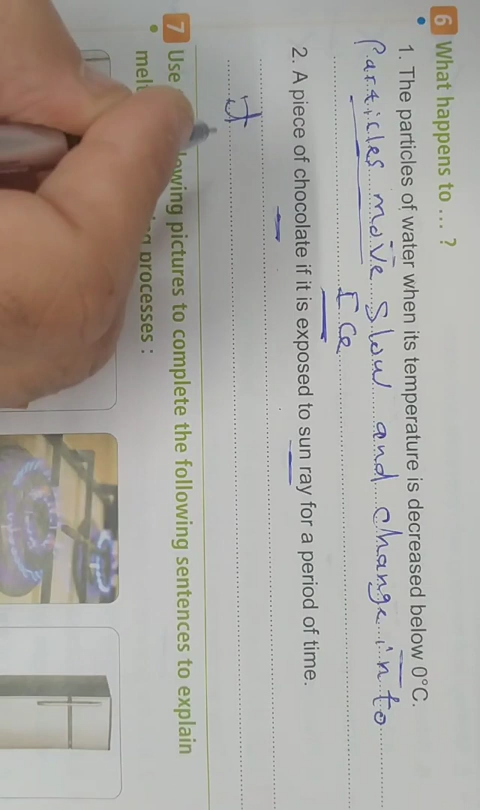 6 What happens to ... ?
1. The particles of water when its temperature is decreased below 0°C.
Particles move slow and change into
Ice
2. A piece of chocolate if it is exposed to sun ray for a period of time.
It
7 Use lowing pictures to complete the following sentences to explain
processes :